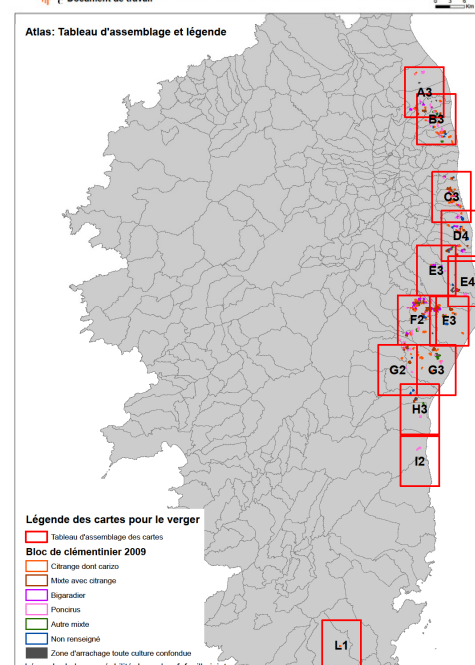 Document de travail
Km
Atlas: Tableau d'assemblage et légende
A3
B3
C3
D4
E3
E4
F2
E3
G2
G3
H3
I2
L1
Légende des cartes pour le verger
Tableau d'assemblage des cartes
Bloc de clémentinier 2009
Citrange dont carizo
Mixte avec citrange
Bigaradier
Poncirus
Autre mixte
Non renseigné
Zone d'arrachage toute culture confondue